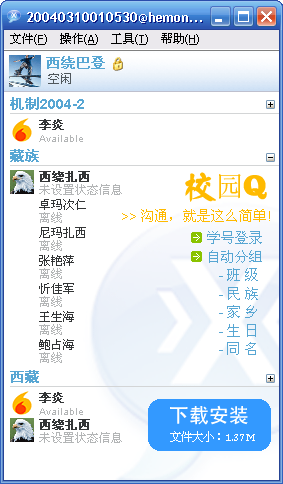 20040310010530@hemon...
文件(F) 操作(A) 工具(T) 帮助(H)
西绕巴登
空闲
机制2004-2
李炎
Available
藏族
西绕扎西
未设置状态信息
卓玛次仁
离线
尼玛扎西
离线
张艳萍
离线
忻佳军
离线
王生海
离线
鲍占海
离线
校园Q
>> 沟通，就是这么简单!
学号登录
自动分组
- 班 级
- 民 族
- 家 乡
- 生 日
- 同 名
西藏
李炎
Available
西绕扎西
未设置状态信息
下载安装
文件大小：1.37M